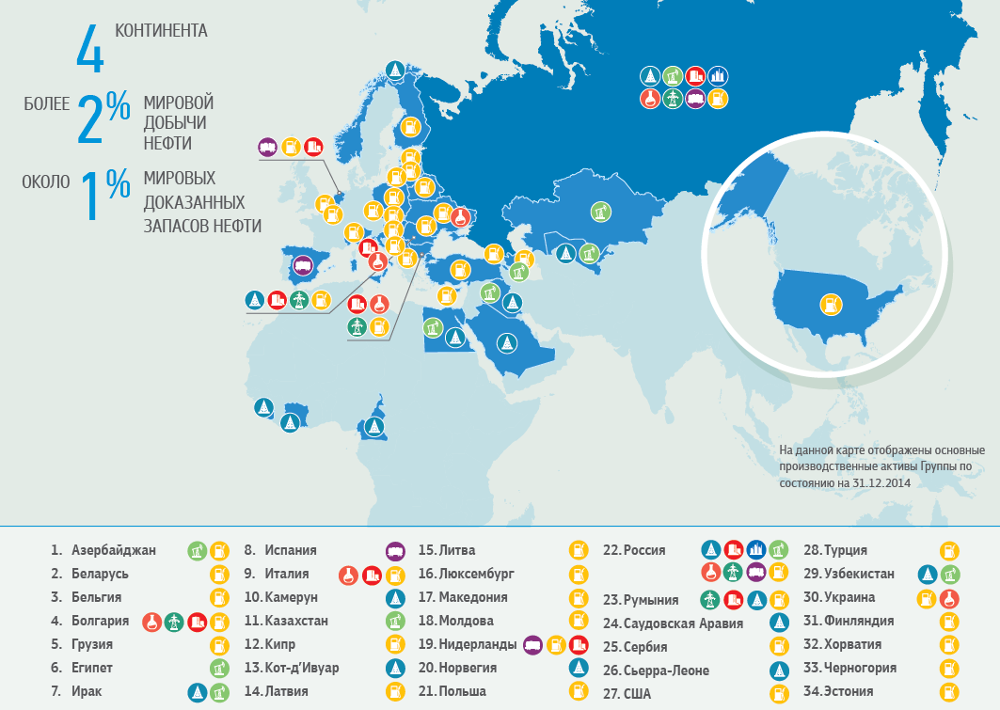 4 КОНТИНЕНТА
БОЛЕЕ 2% МИРОВОЙ
ДОБЫЧИ
НЕФТИ
ОКОЛО 1% МИРОВЫХ
ДОКАЗАННЫХ
ЗАПАСОВ НЕФТИ
На данной карте отображены основные
производственные активы Группы по
состоянию на 31.12.2014
1. Азербайджан
2. Беларусь
3. Бельгия
4. Болгария
5. Грузия
6. Египет
7. Ирак
8. Испания
9. Италия
10. Камерун
11. Казахстан
12. Кипр
13. Кот-д'Ивуар
14. Латвия
15. Литва
16. Люксембург
17. Македония
18. Молдова
19. Нидерланды
20. Норвегия
21. Польша
22. Россия
23. Румыния
24. Саудовская Аравия
25. Сербия
26. Сьерра-Леоне
27. США
28. Турция
29. Узбекистан
30. Украина
31. Финляндия
32. Хорватия
33. Черногория
34. Эстония